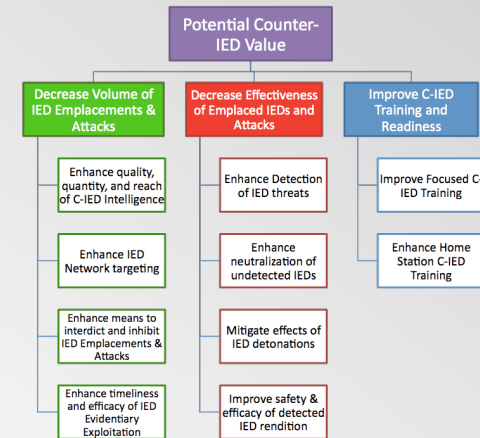 Potential Counter-
IED Value
Decrease Volume of
IED Emplacements &
Attacks
Decrease Effectiveness
of Emplaced IEDs and
Attacks
Improve C-IED
Training and
Readiness
Enhance quality,
quantity, and reach
of C-IED Intelligence
Enhance IED
Network targeting
Enhance means to
interdict and inhibit
IED Emplacements &
Attacks
Enhance timeliness
and efficacy of IED
Evidentiary
Exploitation
Enhance Detection
of IED threats
Enhance
neutralization of
undetected IEDs
Mitigate effects of
IED detonations
Improve safety &
efficacy of detected
IED rendition
Improve Focused C-
IED Training
Enhance Home
Station C-IED
Training